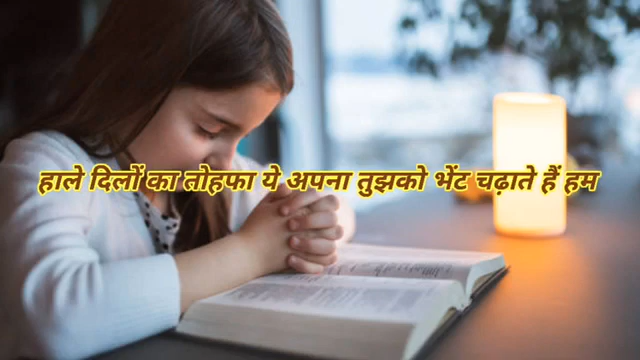 हाले दिलों का तोहफा ये अपना तुझको भेंट चढ़ाते हैं हम